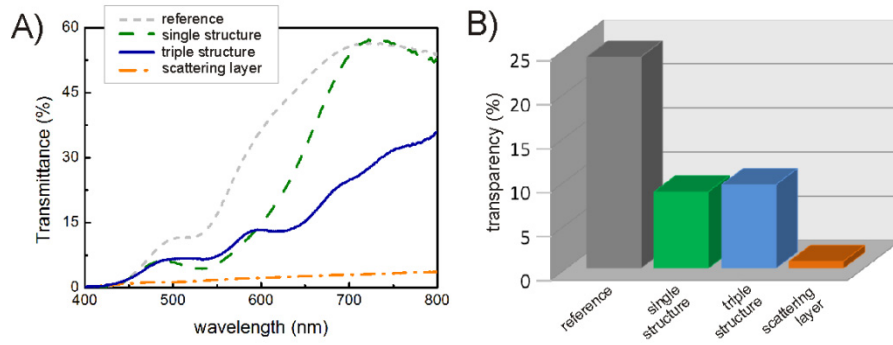 A)
reference
single structure
triple structure
scattering layer
60
45
30
15
0
Transmittance (%)
400
500
600
700
800
wavelength (nm)
B)
25
20
15
10
5
0
transparency (%)
reference
single
structure
triple
structure
scattering
layer